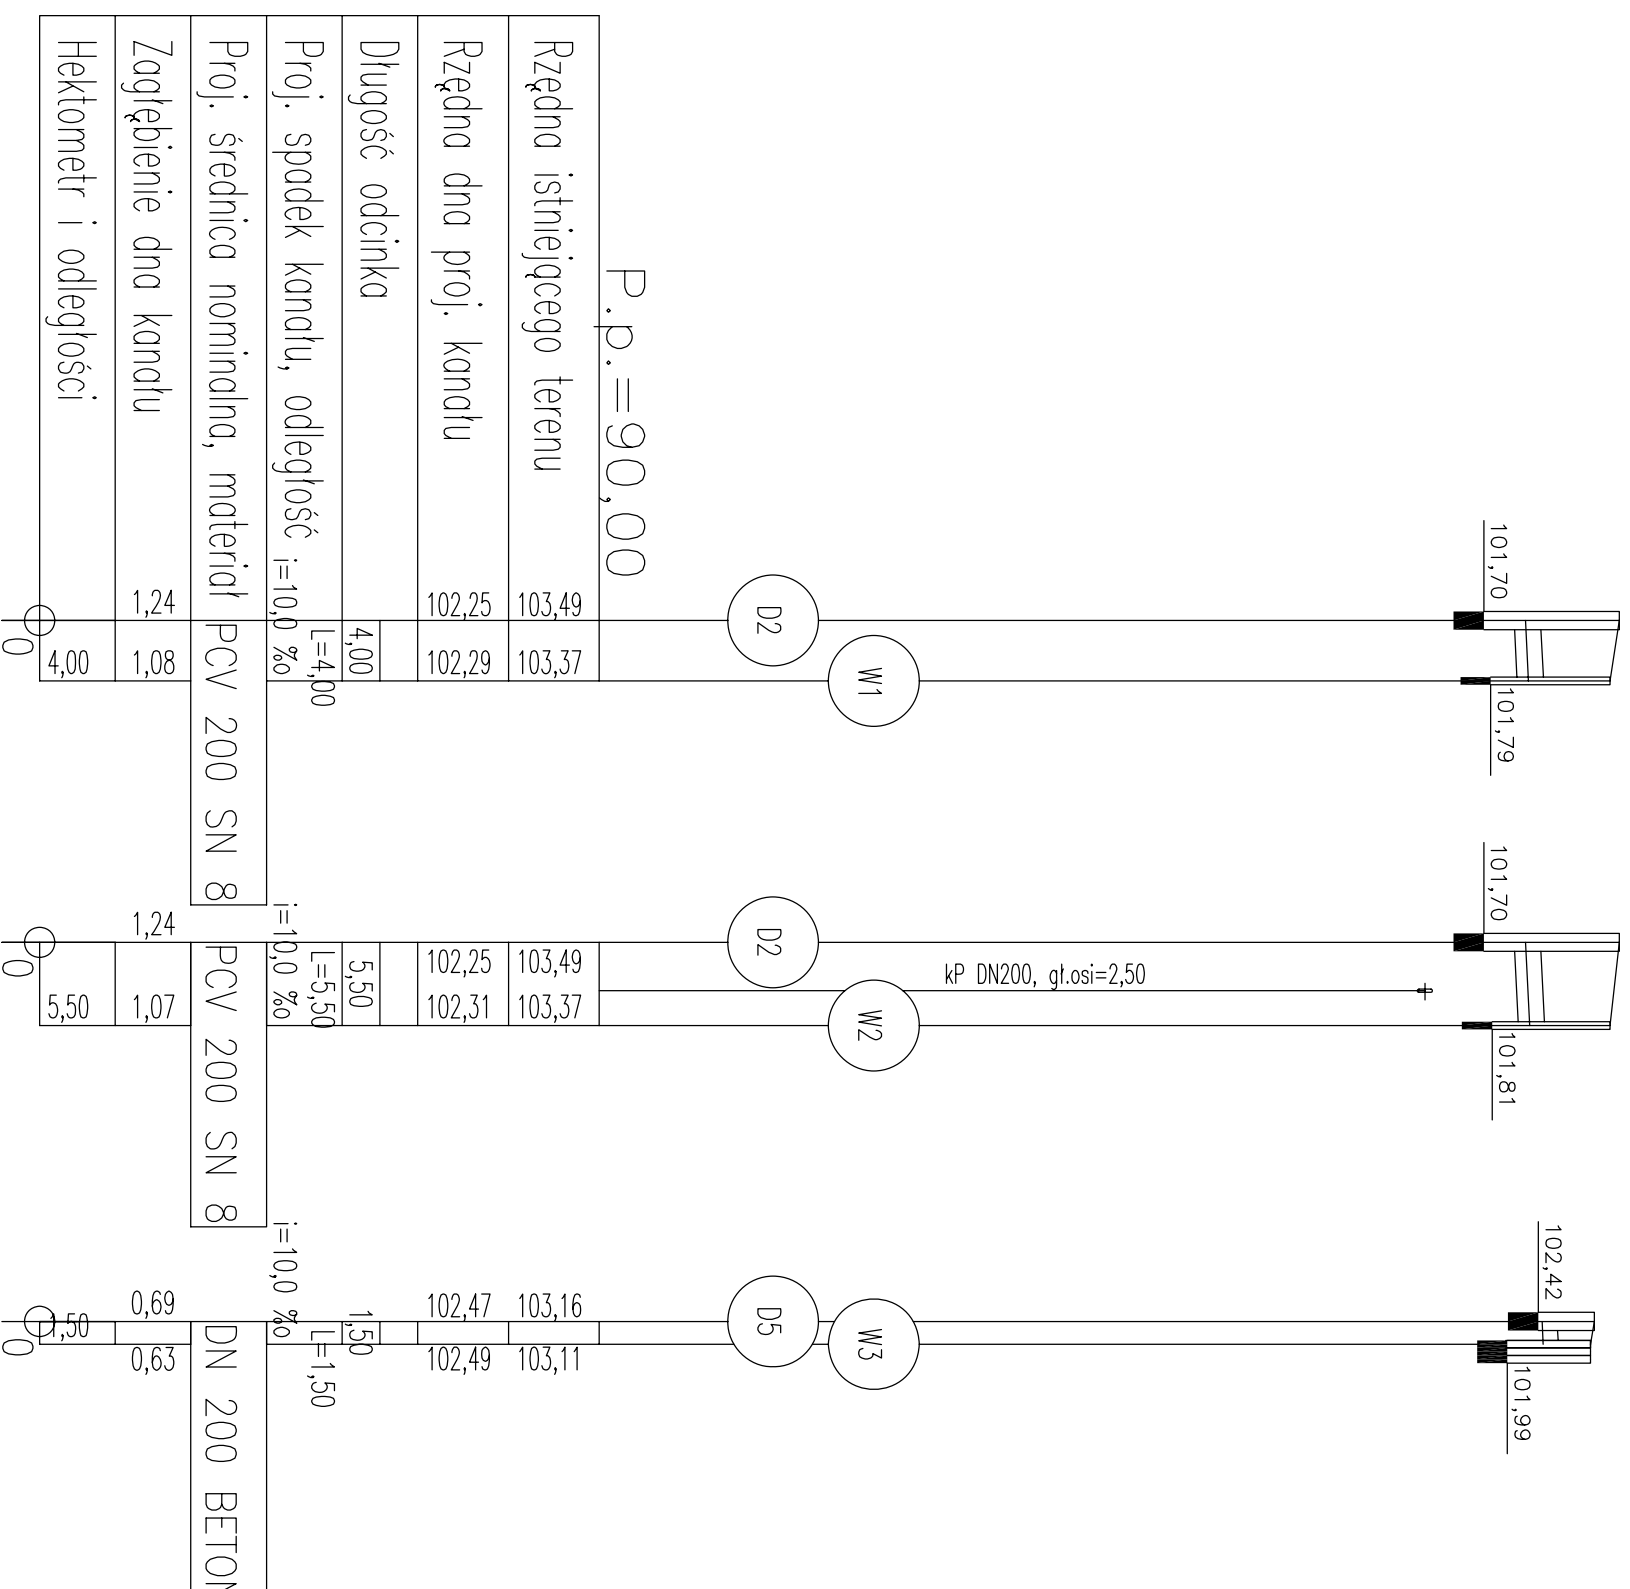 P.p.=90,00
Rzędna istniejącego terenu
Rzędna dna proj. kanału
Długość odcinka
Proj. spadek kanału, odległość
Proj. średnica nominalna, materiał
Zagłębienie dna kanału
Hektometr i odległości
101,70
101,79
D2
W1
103,49
103,37
102,25
102,29
4,00
L=4,00
i=10,0 ‰
PCV 200 SN 8
1,24
1,08
4,00
0
101,70
101,81
kP DN200, gł.osi=2,50
D2
W2
103,49
103,37
102,25
102,31
5,50
L=5,50
i=10,0 ‰
PCV 200 SN 8
1,24
1,07
5,50
0
102,42
101,99
D5
W3
103,16
103,11
102,47
102,49
1,50
L=1,50
i=10,0 ‰
DN 200 BETON
0,69
0,63
1,50
0